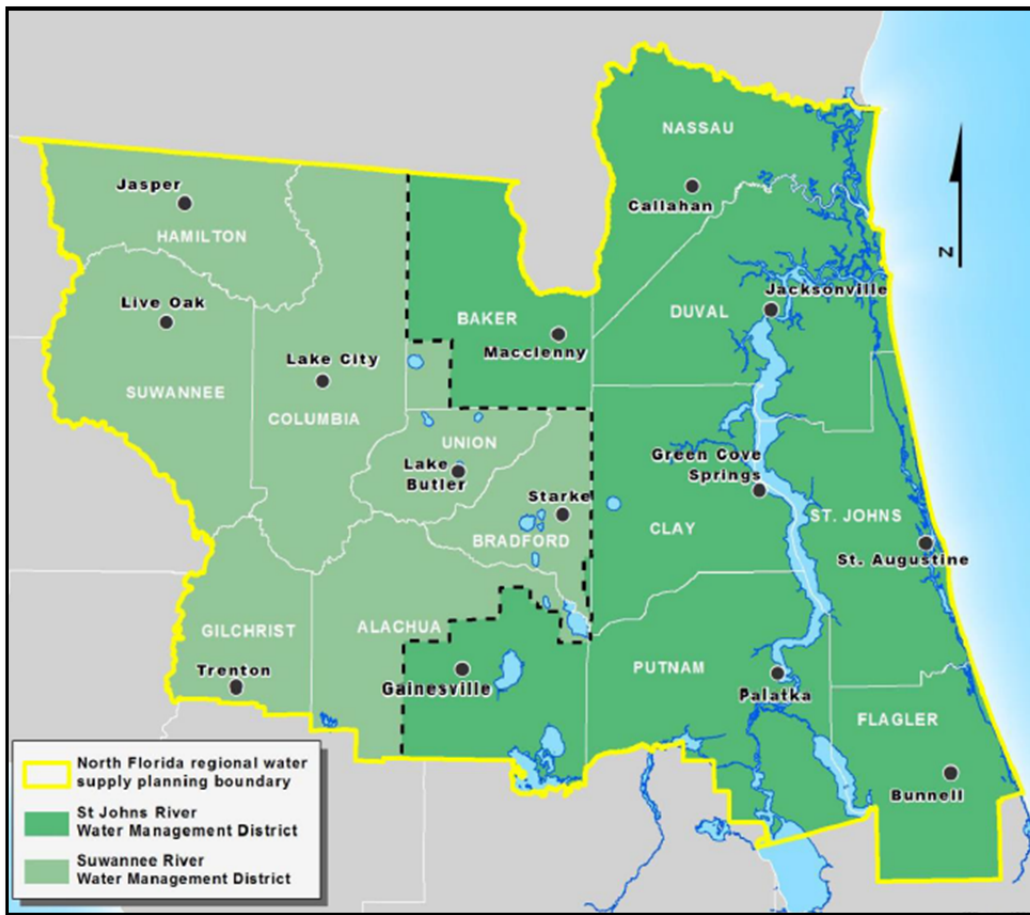 NASSAU
Jasper
Callahan
HAMILTON
N
Live Oak
Jacksonville
DUVAL
BAKER
Lake City
Macclenny
SUWANNEE
COLUMBIA
UNION
Green Cove
Springs
Lake
Butler
Starke
ST. JOHNS
CLAY
BRADFORD
St. Augustine
GILCHRIST
ALACHUA
Trenton
PUTNAM
Gainesville
Palatka
FLAGLER
Bunnell
North Florida regional water
supply planning boundary
St Johns River
Water Management District
Suwannee River
Water Management District